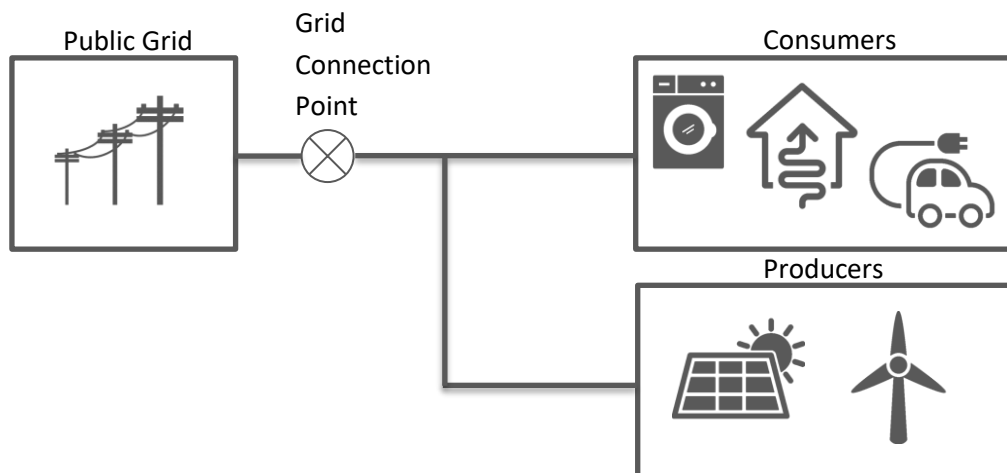 Public Grid
Grid
Connection
Point
Consumers
Producers